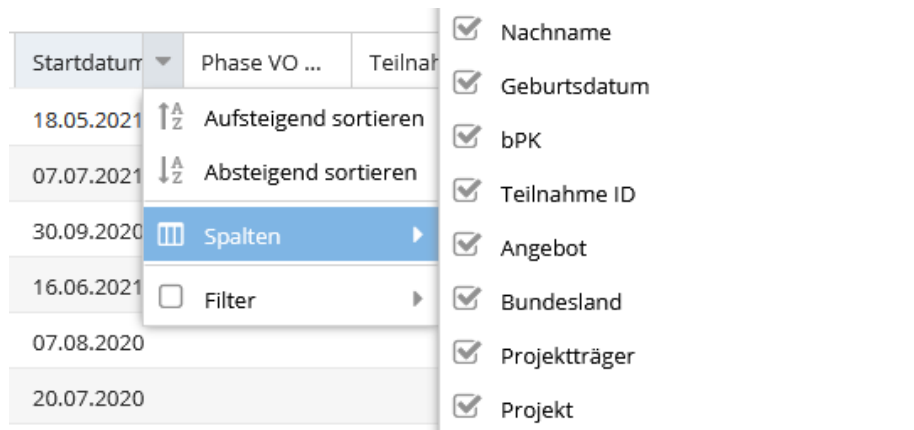 Startdatum
Phase VO ...
Teilnah
18.05.2021
07.07.2021
30.09.2020
16.06.2021
07.08.2020
20.07.2020
Aufsteigend sortieren
Absteigend sortieren
Spalten
Filter
Nachname
Geburtsdatum
bPK
Teilnahme ID
Angebot
Bundesland
Projektträger
Projekt